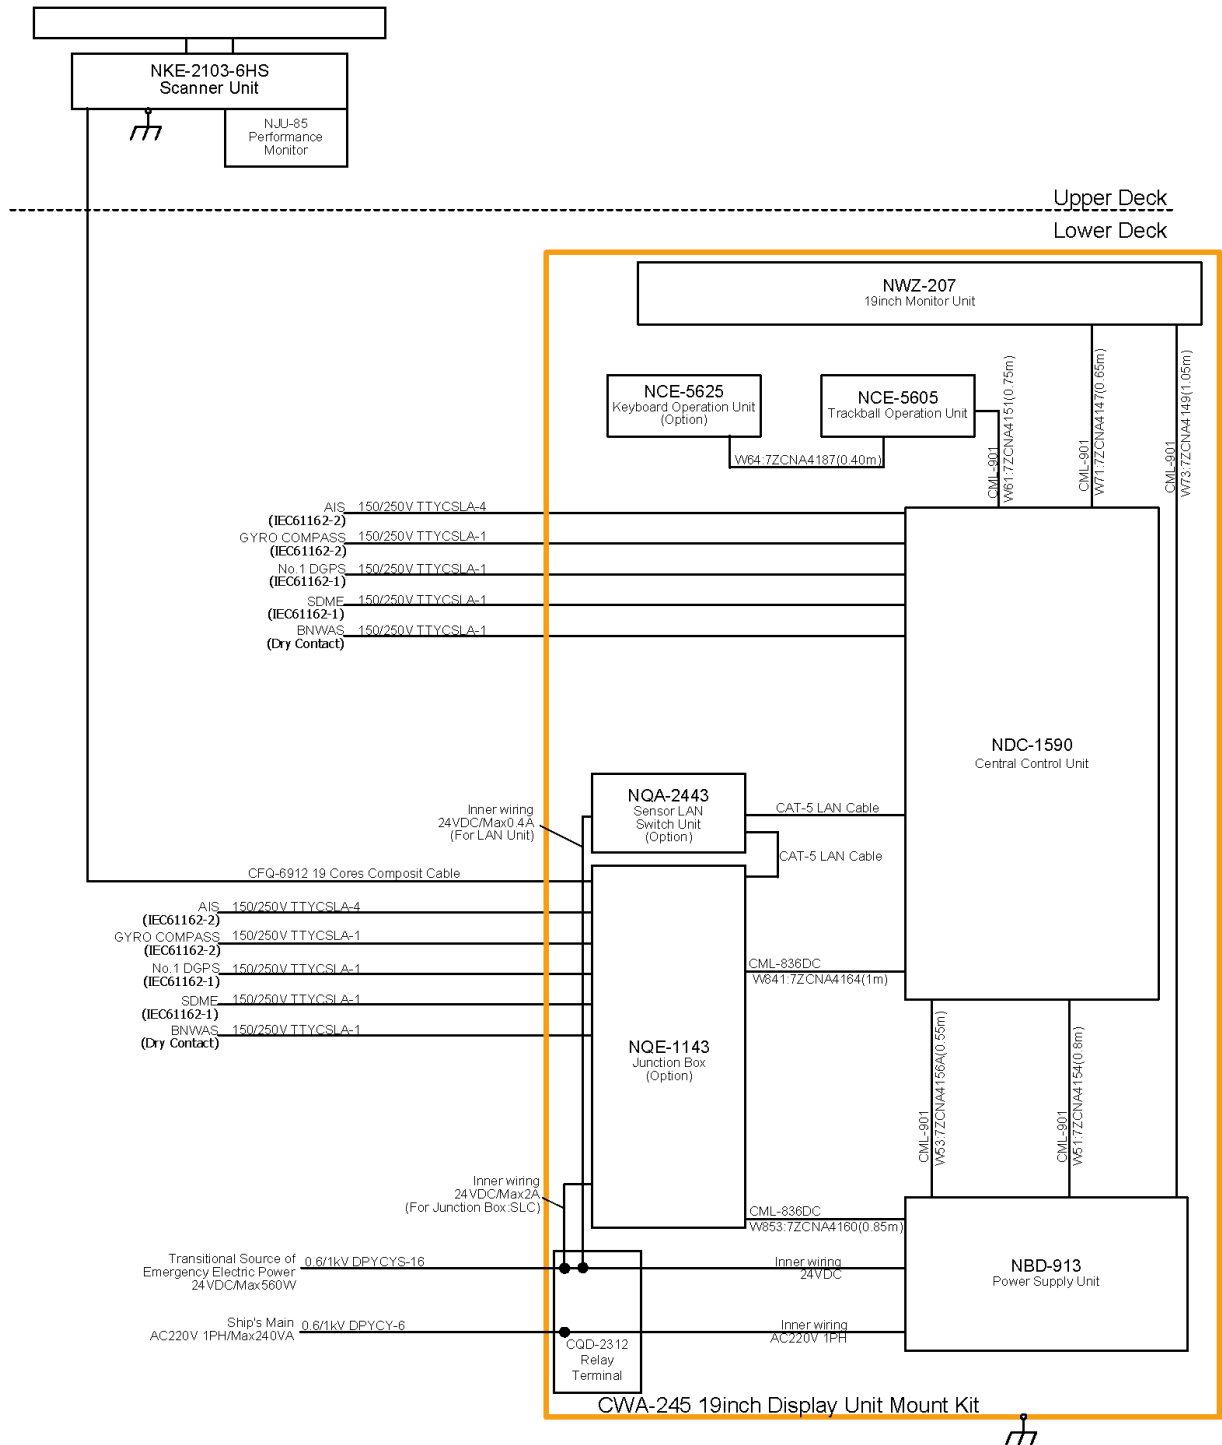 NKE-2103-6HS
Scanner Unit
NJU-85
Performance
Monitor
Upper Deck
Lower Deck
NWZ-207
19inch Monitor Unit
NCE-5625
Keyboard Operation Unit
(Option)
NCE-5605
Trackball Operation Unit
W64:7ZCNA4187(0.40m)
CML-901
W61:7ZCNA4151(0.75m)
CML-901
W71:7ZCNA4147(0.65m)
CML-901
W73:7ZCNA4149(1.05m)
AIS 150/250V TTYCSLA-4
(IEC61162-2)
GYRO COMPASS 150/250V TTYCSLA-1
(IEC61162-2)
No.1 DGPS 150/250V TTYCSLA-1
(IEC61162-1)
SDME 150/250V TTYCSLA-1
(IEC61162-1)
BNWAS 150/250V TTYCSLA-1
(Dry Contact)
NDC-1590
Central Control Unit
NQA-2443
Sensor LAN
Switch Unit
(Option)
CAT-5 LAN Cable
CAT-5 LAN Cable
Inner wiring
24VDC/Max0.4A
(For LAN Unit)
CFQ-6912 19 Cores Composit Cable
AIS 150/250V TTYCSLA-4
(IEC61162-2)
GYRO COMPASS 150/250V TTYCSLA-1
(IEC61162-2)
No.1 DGPS 150/250V TTYCSLA-1
(IEC61162-1)
SDME 150/250V TTYCSLA-1
(IEC61162-1)
BNWAS 150/250V TTYCSLA-1
(Dry Contact)
CML-836DC
W841:7ZCNA4164(1m)
NQE-1143
Junction Box
(Option)
CML-901
W53:7ZCNA4156A(0.55m)
CML-901
W51:7ZCNA4154(0.8m)
Inner wiring
24VDC/Max2A
(For Junction Box:SLC)
CML-836DC
W853:7ZCNA4160(0.85m)
Transitional Source of
Emergency Electric Power
24VDC/Max560W
0.6/1kV DPYCYS-16
Inner wiring
24VDC
NBD-913
Power Supply Unit
Ship's Main
AC220V 1PH/Max240VA
0.6/1kV DPYCY-6
Inner wiring
AC220V 1PH
CQD-2312
Relay
Terminal
CWA-245 19inch Display Unit Mount Kit